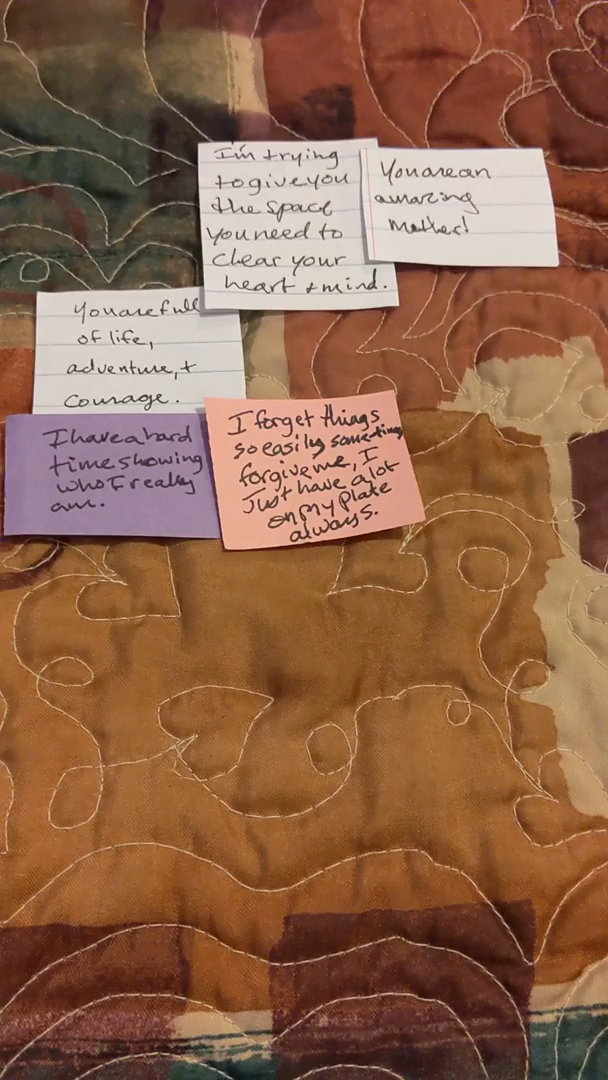 I'm trying
to give you
the space
you need to
clear your
heart + mind.
You are an
amazing
Mother!
You are full
of life,
adventure, +
courage.
I have a hard
time showing
who I really
am.
I forget things
so easily sometimes
forgive me, I
Just have a lot
on my plate
always.